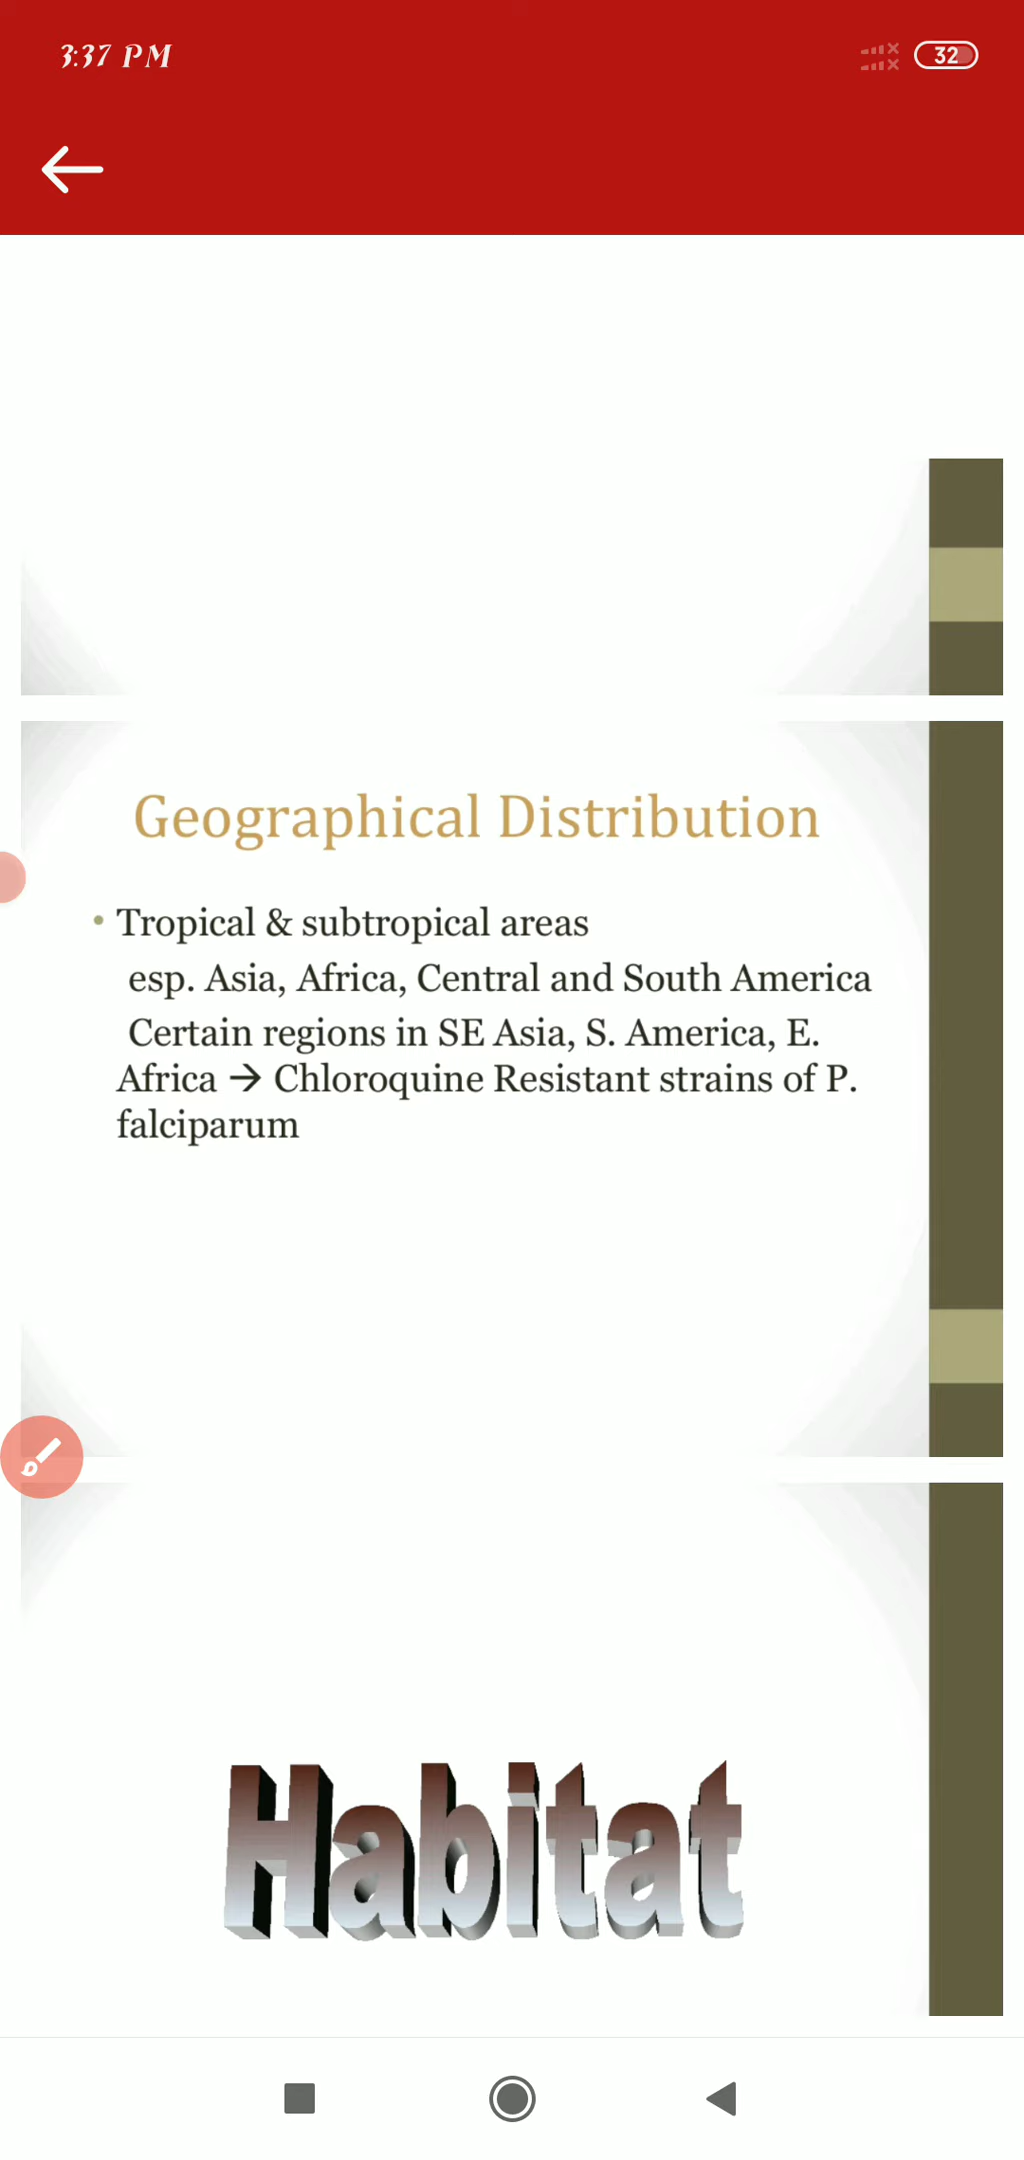 3:37 PM
32
Geographical Distribution
• Tropical & subtropical areas
esp. Asia, Africa, Central and South America
Certain regions in SE Asia, S. America, E.
Africa → Chloroquine Resistant strains of P.
falciparum
Habitat